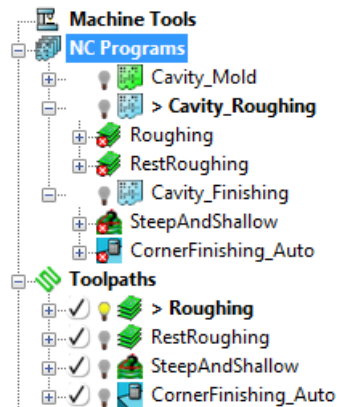 Machine Tools
NC Programs
Cavity_Mold
> Cavity_Roughing
Roughing
RestRoughing
Cavity_Finishing
SteepAndShallow
CornerFinishing_Auto
Toolpaths
> Roughing
RestRoughing
SteepAndShallow
CornerFinishing_Auto